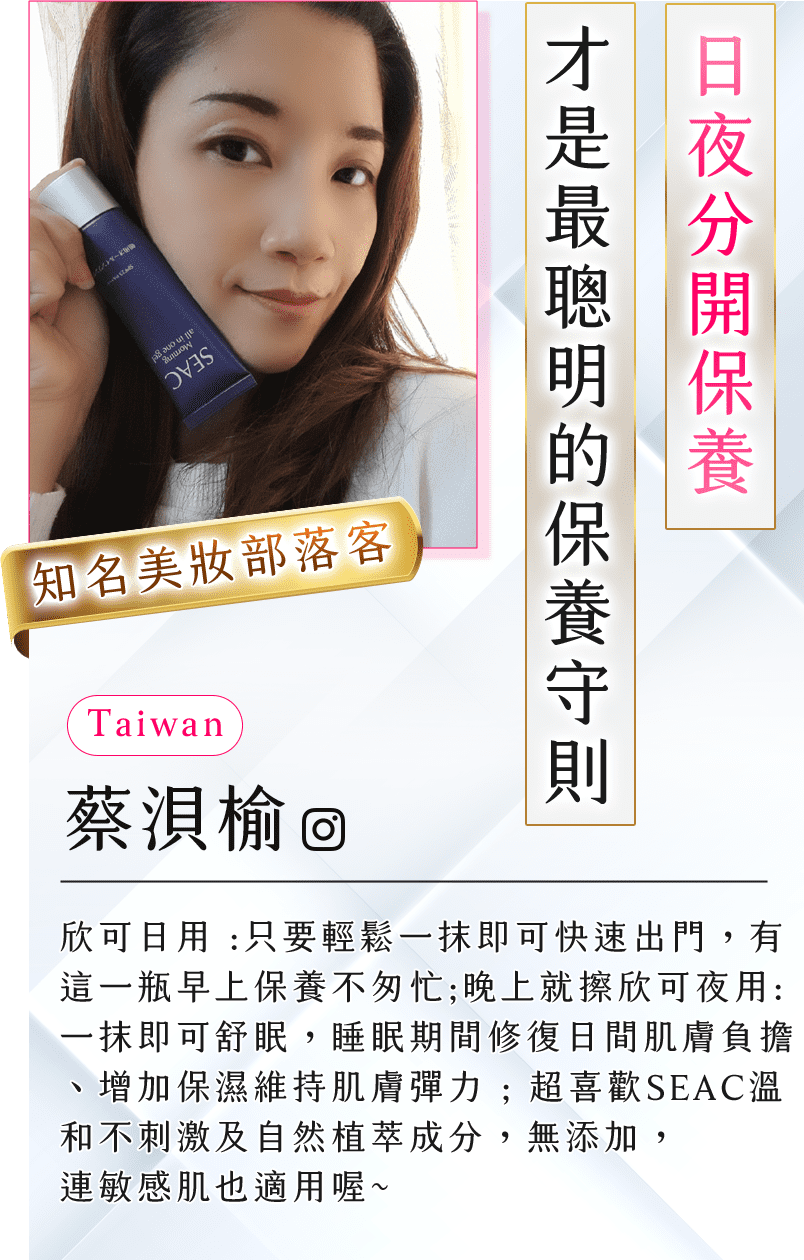 日夜分開保養
才是最聰明的保養守則
SEAC
Morning
all in one gel
知名美妝部落客
Taiwan
蔡浿榆
欣可日用 :只要輕鬆一抹即可快速出門，有
這一瓶早上保養不匆忙;晚上就擦欣可夜用:
一抹即可舒眠，睡眠期間修復日間肌膚負擔
、增加保濕維持肌膚彈力 ; 超喜歡SEAC溫
和不刺激及自然植萃成分，無添加，
連敏感肌也適用喔~